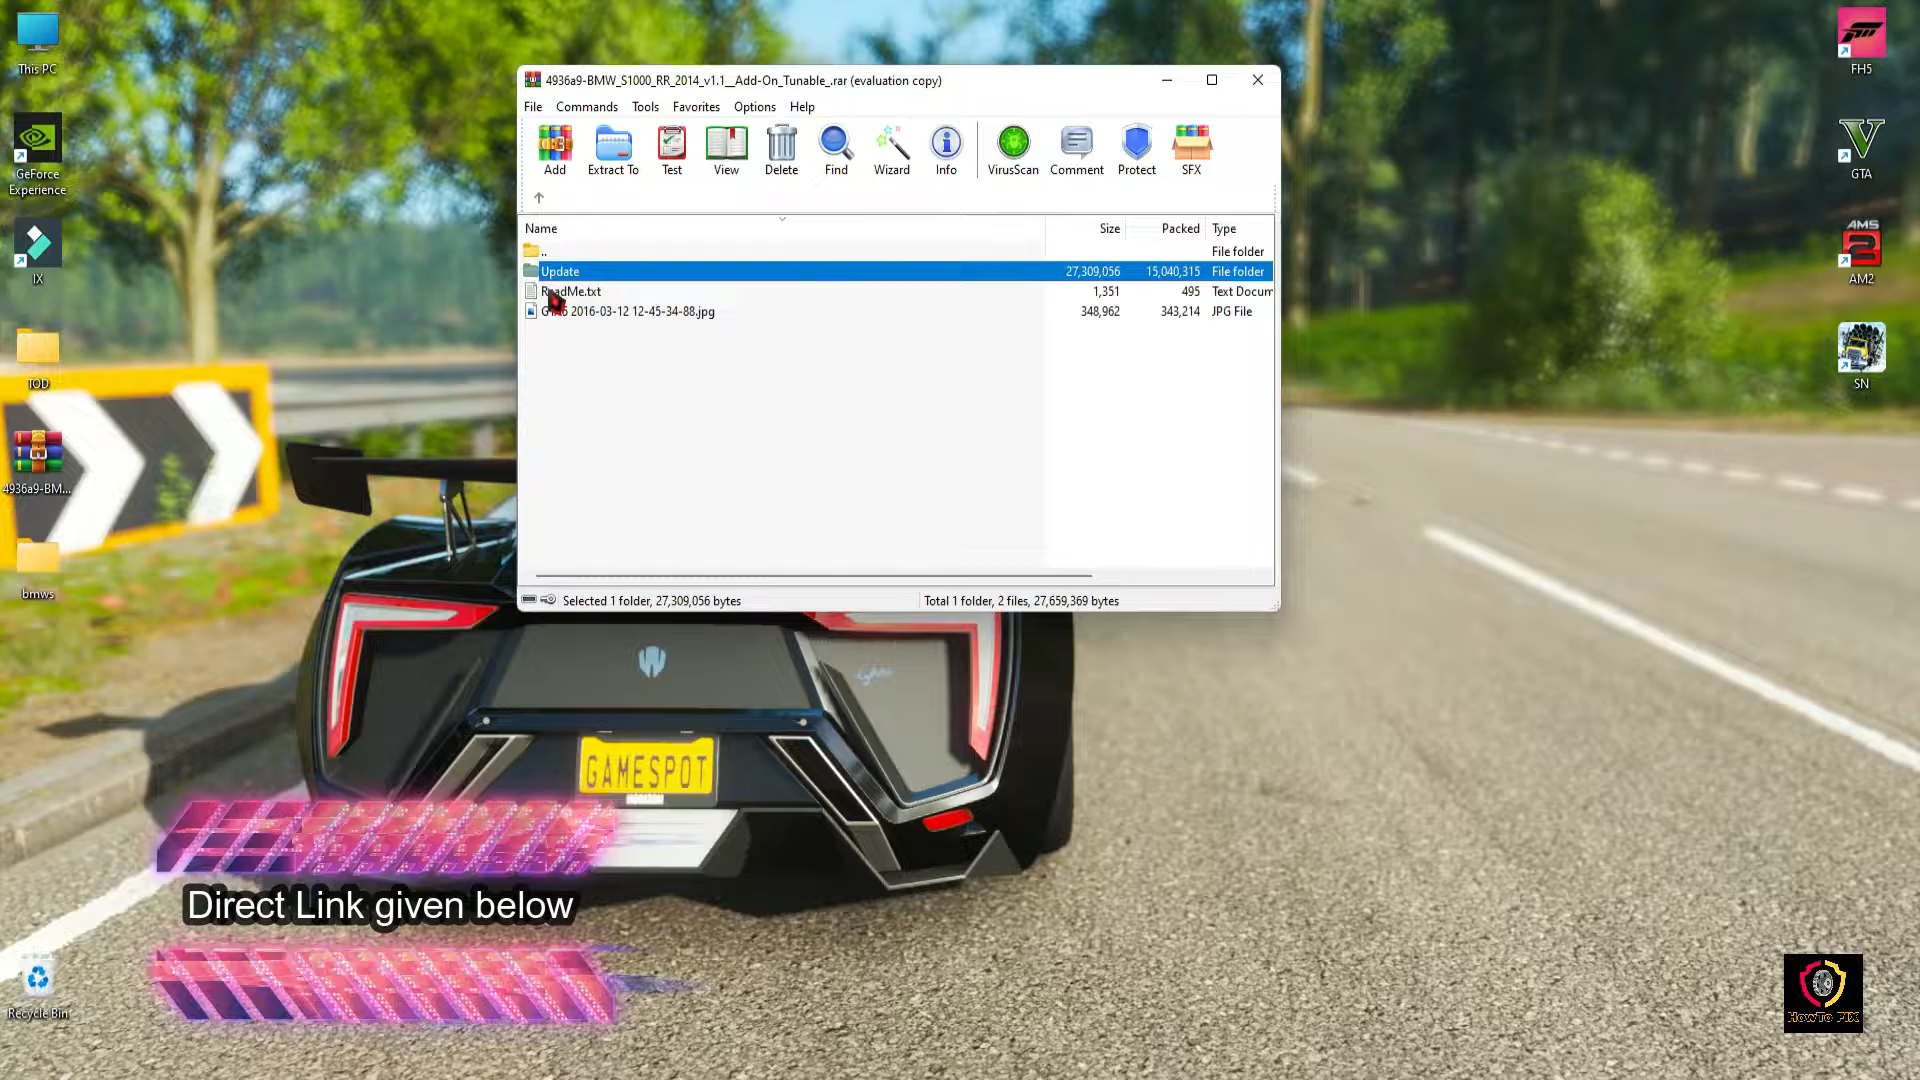 This PC
GeForce
Experience
IX
TOD
4936a9-BM...
bmws
Recycle Bin
4936a9-BMW_S1000_RR_2014_v1.1__Add-On_Tunable_.rar (evaluation copy)
File Commands Tools Favorites Options Help
Add Extract To Test View Delete Find Wizard Info VirusScan Comment Protect SFX
Name Size Packed Type
.. File folder
Update 27,309,056 15,040,315 File folder
ReadMe.txt 1,351 495 Text Docum
GTA5 2016-03-12 12-45-34-88.jpg 348,962 343,214 JPG File
Selected 1 folder, 27,309,056 bytes Total 1 folder, 2 files, 27,659,369 bytes
GAMESPOT
Direct Link given below
FH5
V
GTA
AMS
2
AM2
SN
HowTo FIX